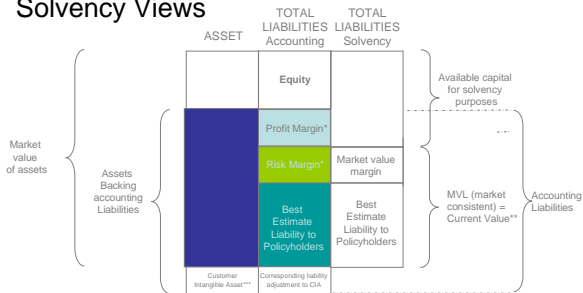 Solvency Views
ASSET
TOTAL
LIABILITIES
Accounting
TOTAL
LIABILITIES
Solvency
Equity
Profit Margin*
Risk Margin*
Best
Estimate
Liability to
Policyholders
Market value
margin
Best
Estimate
Liability to
Policyholders
Customer
Intangible Asset***
Corresponding liability
adjustment to CIA
Market
value
of assets
Assets
Backing
accounting
Liabilities
Available capital
for solvency
purposes
MVL (market
consistent) =
Current Value**
Accounting
Liabilities